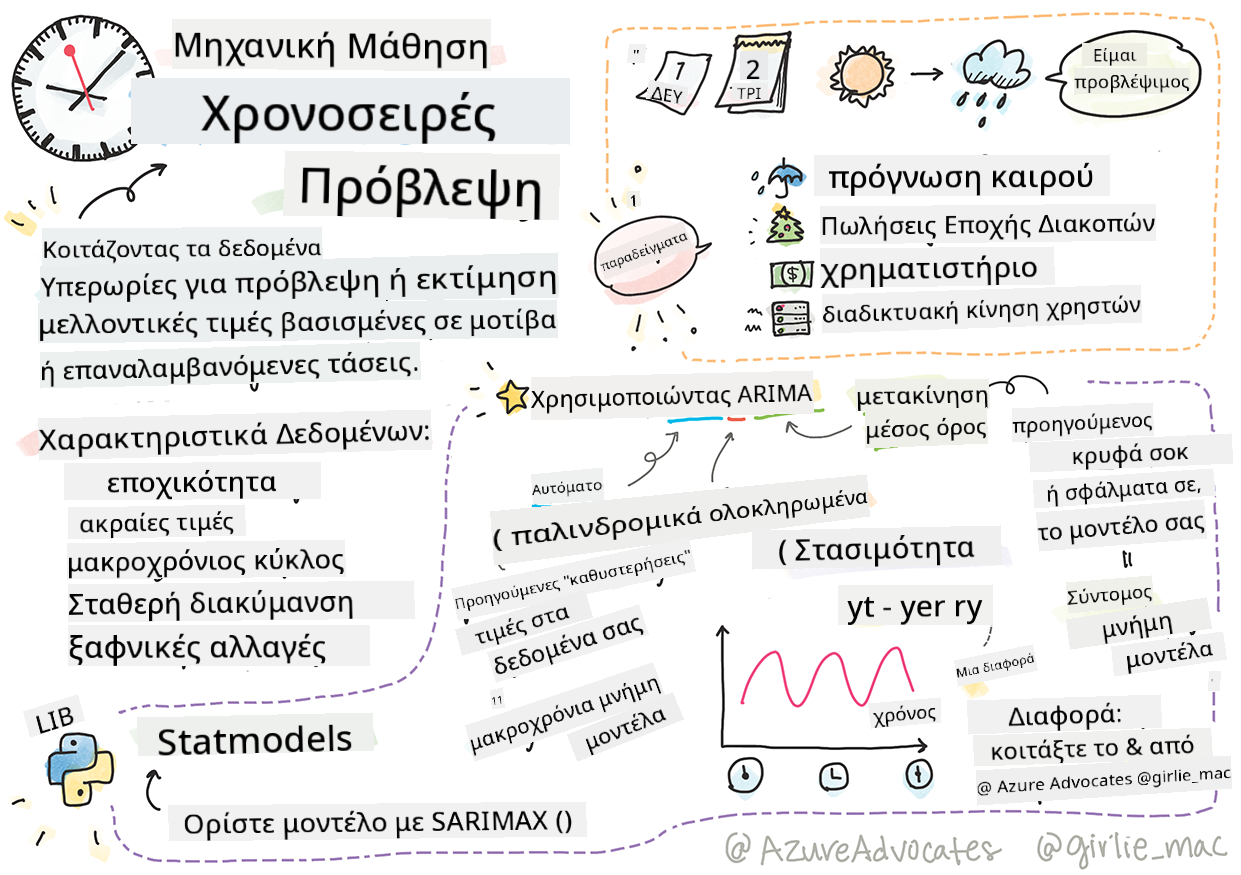 Μηχανική Μάθηση
Χρονοσειρές
Πρόβλεψη
Κοιτάζοντας τα δεδομένα
Υπερωρίες για πρόβλεψη ή εκτίμηση
μελλοντικές τιμές βασισμένες σε μοτίβα
ή επαναλαμβανόμενες τάσεις.
"
1
ΔΕΥ
2
ΤΡΙ
Είμαι
προβλέψιμος
1
παραδείγματα
πρόγνωση καιρού
Πωλήσεις Εποχής Διακοπών
($)
χρηματιστήριο
διαδικτυακή κίνηση χρηστών
Χαρακτηριστικά Δεδομένων:
εποχικότητα
ακραίες τιμές
μακροχρόνιος κύκλος
Σταθερή διακύμανση
ξαφνικές αλλαγές
Χρησιμοποιώντας ARIMA
μετακίνηση
μέσος όρος
προηγούμενος
κρυφά σοκ
ή σφάλματα σε,
το μοντέλο σας
Σύντομος
μνήμη
μοντέλα
Αυτόματο
( παλινδρομικά ολοκληρωμένα
Προηγούμενες "καθυστερήσεις"
τιμές στα
δεδομένα σας
11
μακροχρόνια μνήμη
μοντέλα
( Στασιμότητα
yt - yer ry
Μια διαφορά
χρόνος
Διαφορά:
κοιτάξτε το & από
@ Azure Advocates @girlie_mac
LIB
Statmodels
Ορίστε μοντέλο με SARIMAX ()
@ AzureAdvocates @girlie_mac